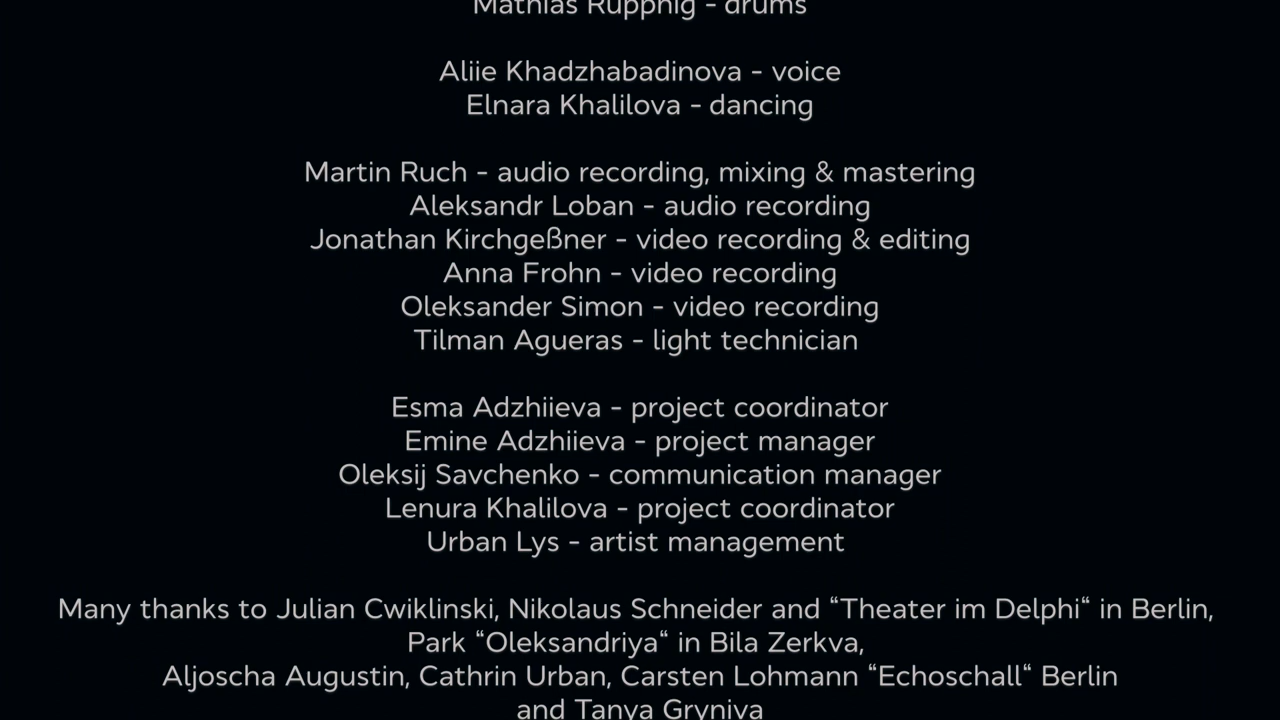 Mathias Ruppnig - drums
Aliie Khadzhabadinova - voice
Elnara Khalilova - dancing
Martin Ruch - audio recording, mixing & mastering
Aleksandr Loban - audio recording
Jonathan Kirchgeßner - video recording & editing
Anna Frohn - video recording
Oleksander Simon - video recording
Tilman Agueras - light technician
Esma Adzhiieva - project coordinator
Emine Adzhiieva - project manager
Oleksij Savchenko - communication manager
Lenura Khalilova - project coordinator
Urban Lys - artist management
Many thanks to Julian Cwiklinski, Nikolaus Schneider and “Theater im Delphi“ in Berlin,
Park “Oleksandriya“ in Bila Zerkva,
Aljoscha Augustin, Cathrin Urban, Carsten Lohmann “Echoschall“ Berlin
and Tanya Gryniva